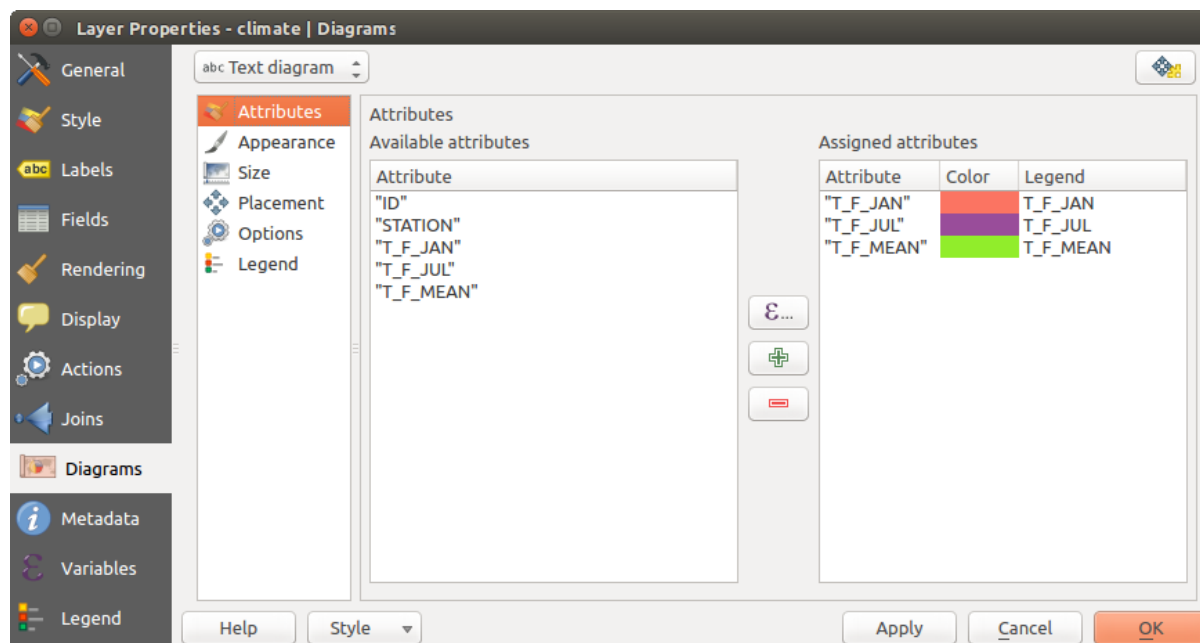 Layer Properties - climate | Diagrams
General
Style
abc Labels
Fields
Rendering
Display
Actions
Joins
Diagrams
Metadata
Variables
Legend
abc Text diagram
Attributes
Appearance
Size
Placement
Options
Legend
Attributes
Available attributes
Attribute
"ID"
"STATION"
"T_F_JAN"
"T_F_JUL"
"T_F_MEAN"
ε...
Assigned attributes
Attribute Color Legend
"T_F_JAN" T_F_JAN
"T_F_JUL" T_F_JUL
"T_F_MEAN" T_F_MEAN
Help Style Apply Cancel OK